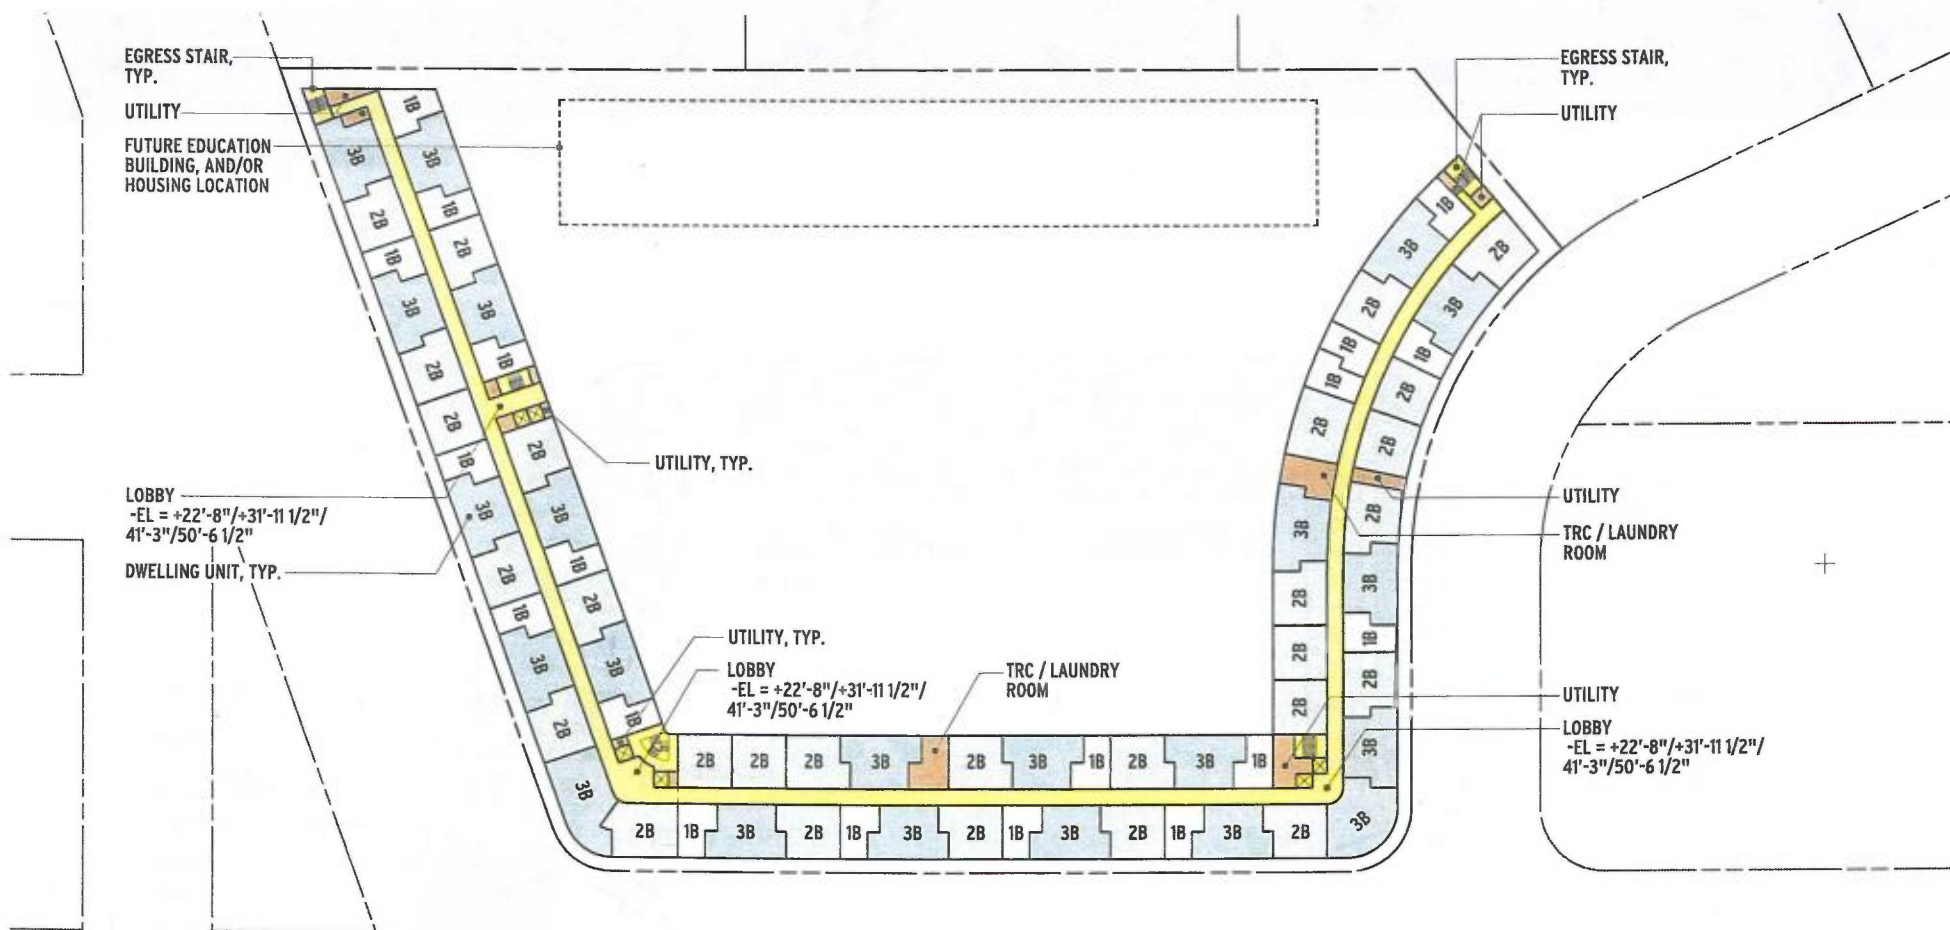 EGRESS STAIR,
TYP.
UTILITY
FUTURE EDUCATION
BUILDING, AND/OR
HOUSING LOCATION
LOBBY
-EL = +22'-8"/+31'-11 1/2"/
41'-3"/50'-6 1/2"
DWELLING UNIT, TYP.
UTILITY, TYP.
UTILITY, TYP.
LOBBY
-EL = +22'-8"/+31'-11 1/2"/
41'-3"/50'-6 1/2"
TRC / LAUNDRY
ROOM
EGRESS STAIR,
TYP.
UTILITY
UTILITY
TRC / LAUNDRY
ROOM
UTILITY
LOBBY
-EL = +22'-8"/+31'-11 1/2"/
41'-3"/50'-6 1/2"
3B
2B
1B
3B
2B
2B
1B
3B
2B
1B
3B
2B
3B
1B
3B
1B
2B
3B
1B
2B
3B
1B
2B
3B
1B
2B 2B 2B 3B 2B 3B 1B 2B 3B 1B
2B 1B 3B 2B 1B 3B 2B 1B 3B 2B 1B 3B 2B 3B
1B
3B
2B
1B
1B
2B
3B
2B
2B
2B
2B
3B
1B
2B
2B
2B
3B
1B
2B
3B